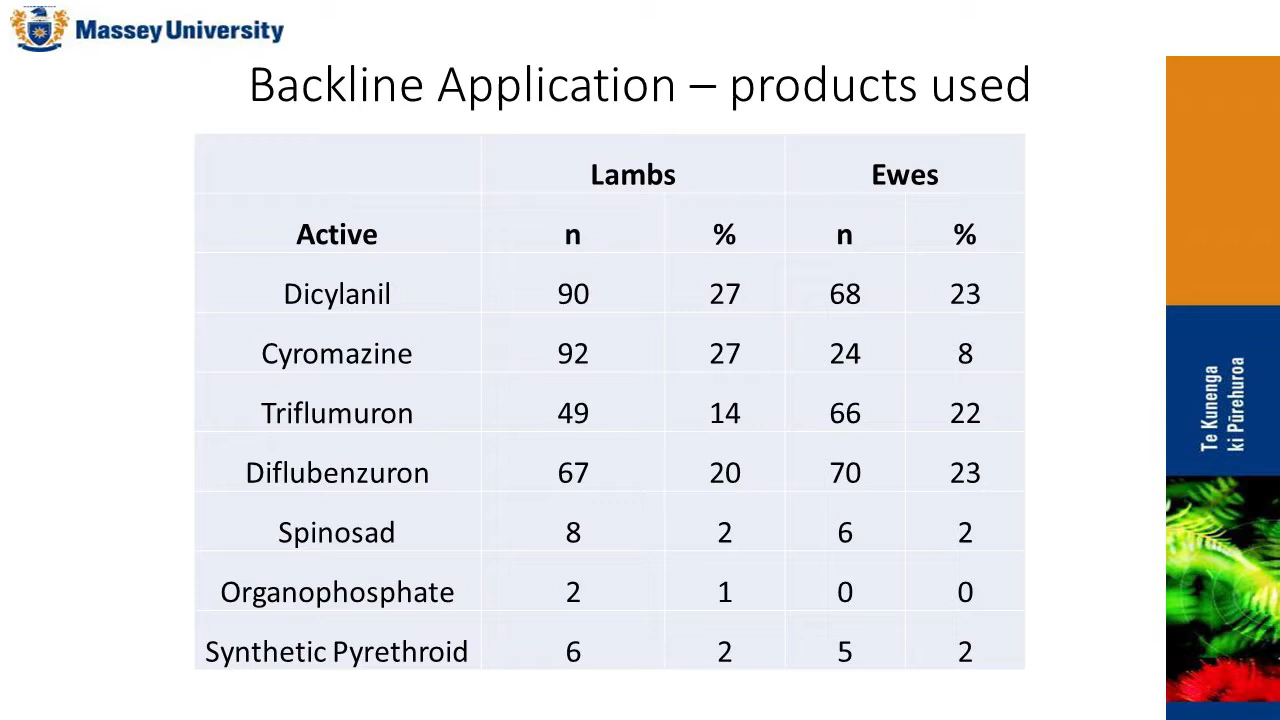 Massey University
Backline Application – products used
Lambs Ewes
Active n % n %
Dicylanil 90 27 68 23
Cyromazine 92 27 24 8
Triflumuron 49 14 66 22
Diflubenzuron 67 20 70 23
Spinosad 8 2 6 2
Organophosphate 2 1 0 0
Synthetic Pyrethroid 6 2 5 2
Te Kunenga
ki Pūrehuroa